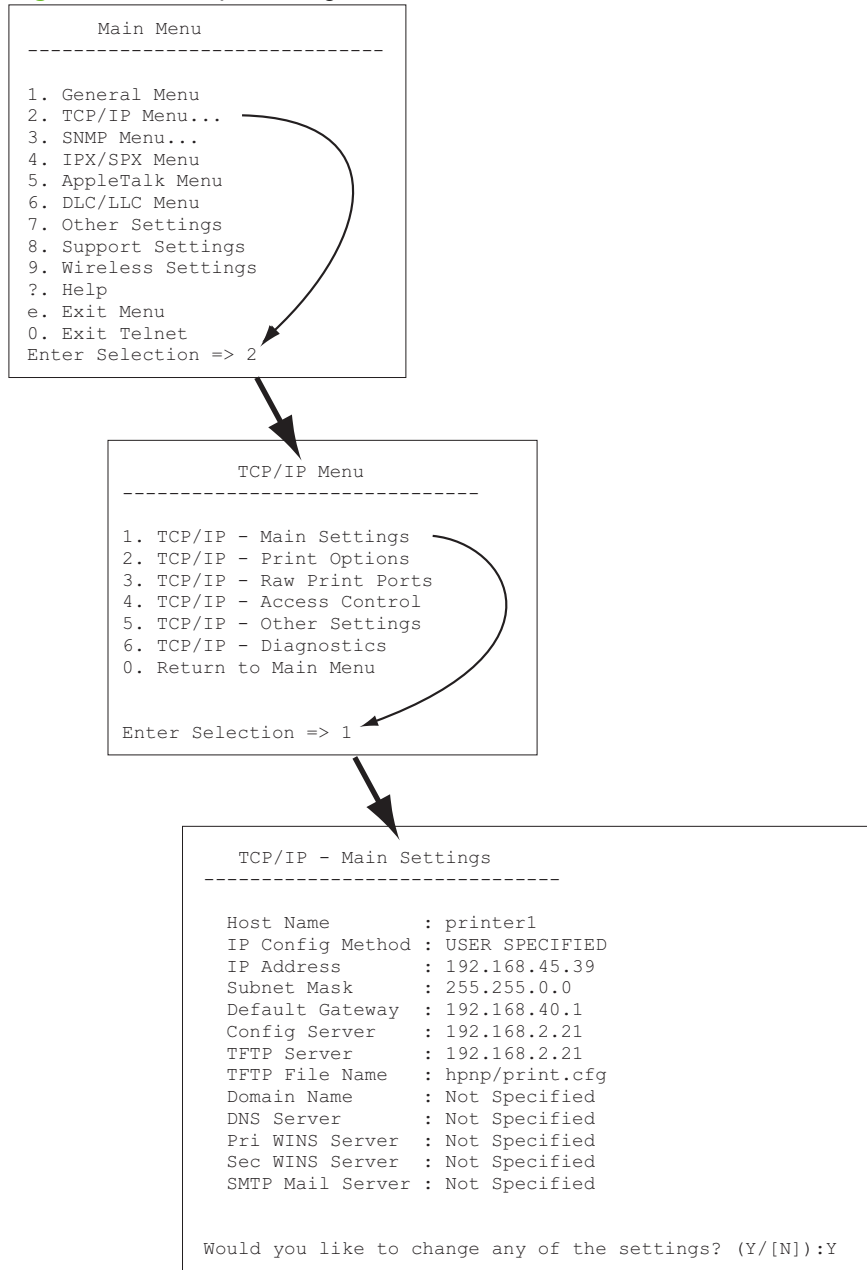 Main Menu
-------------------------------
1. General Menu
2. TCP/IP Menu...
3. SNMP Menu...
4. IPX/SPX Menu
5. AppleTalk Menu
6. DLC/LLC Menu
7. Other Settings
8. Support Settings
9. Wireless Settings
?. Help
e. Exit Menu
0. Exit Telnet
Enter Selection => 2
TCP/IP Menu
-------------------------------
1. TCP/IP - Main Settings
2. TCP/IP - Print Options
3. TCP/IP - Raw Print Ports
4. TCP/IP - Access Control
5. TCP/IP - Other Settings
6. TCP/IP - Diagnostics
0. Return to Main Menu
Enter Selection => 1
TCP/IP - Main Settings
-------------------------------
Host Name : printer1
IP Config Method : USER SPECIFIED
IP Address : 192.168.45.39
Subnet Mask : 255.255.0.0
Default Gateway : 192.168.40.1
Config Server : 192.168.2.21
TFTP Server : 192.168.2.21
TFTP File Name : hpnp/print.cfg
Domain Name : Not Specified
DNS Server : Not Specified
Pri WINS Server : Not Specified
Sec WINS Server : Not Specified
SMTP Mail Server : Not Specified
Would you like to change any of the settings? (Y/[N]):Y